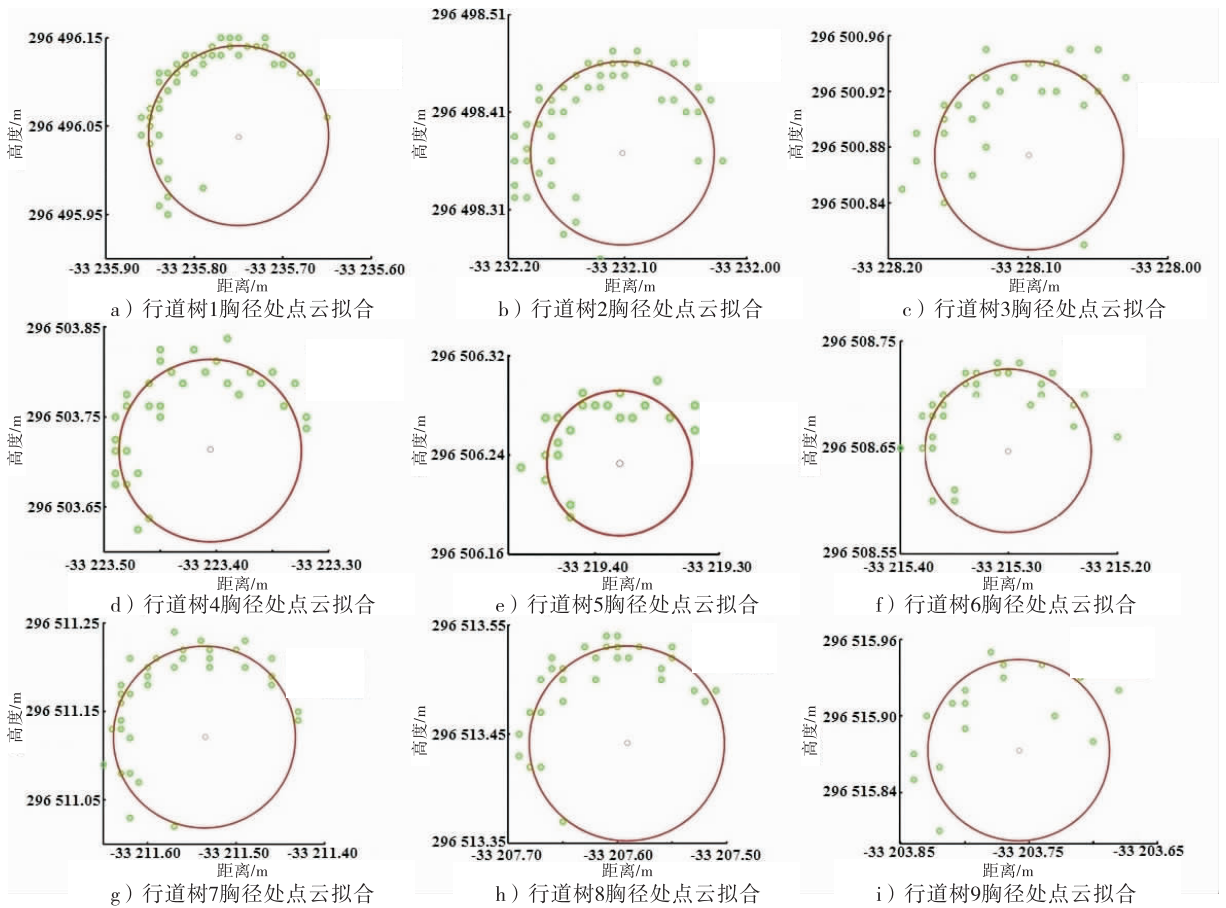 296 496.15
296 496.05
296 495.95
高度/m
-33 235.90 -33 235.80 -33 235.70 -33 235.60
距离/m
a）行道树1胸径处点云拟合
296 498.51
296 498.41
296 498.31
高度/m
-33 232.20 -33 232.10 -33 232.00
距离/m
b）行道树2胸径处点云拟合
296 500.96
296 500.92
296 500.88
296 500.84
高度/m
-33 228.20 -33 228.10 -33 228.00
距离/m
c）行道树3胸径处点云拟合
296 503.85
296 503.75
296 503.65
高度/m
-33 223.50 -33 223.40 -33 223.30
距离/m
d）行道树4胸径处点云拟合
296 506.32
296 506.24
296 506.16
高度/m
-33 219.40 -33 219.30
距离/m
e）行道树5胸径处点云拟合
296 508.75
296 508.65
296 508.55
高度/m
-33 215.40 -33 215.30 -33 215.20
距离/m
f）行道树6胸径处点云拟合
296 511.25
296 511.15
296 511.05
高度/m
-33 211.60 -33 211.50 -33 211.40
距离/m
g）行道树7胸径处点云拟合
296 513.55
296 513.45
296 513.35
高度/m
-33 207.70 -33 207.60 -33 207.50
距离/m
h）行道树8胸径处点云拟合
296 515.96
296 515.90
296 515.84
高度/m
-33 203.85 -33 203.75 -33 203.65
距离/m
i）行道树9胸径处点云拟合